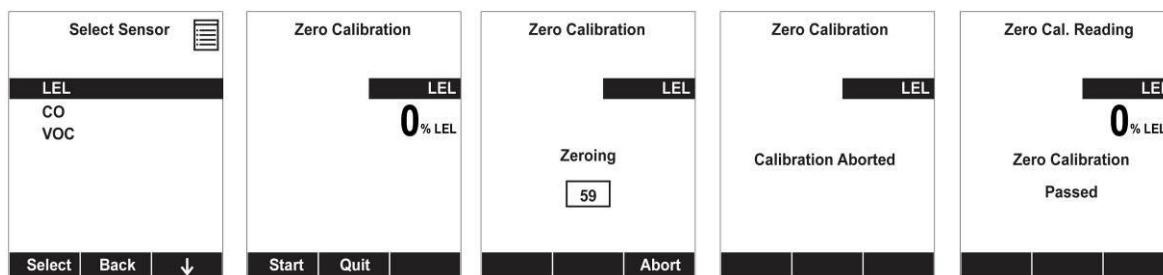 Select Sensor
LEL
CO
VOC
Select Back ↓
Zero Calibration
LEL
0 % LEL
Start Quit
Zero Calibration
LEL
Zeroing
59
Abort
Zero Calibration
LEL
Calibration Aborted
Zero Cal. Reading
LEL
0 % LEL
Zero Calibration
Passed